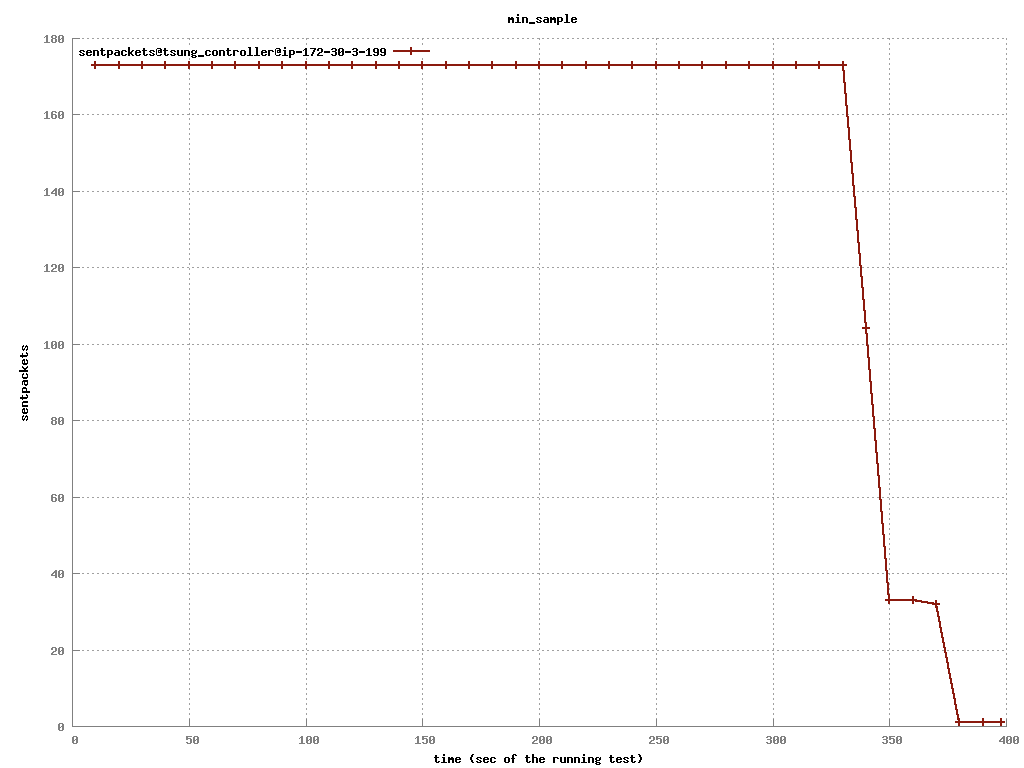 min_sample
sentpackets@tsung_controller@ip-172-30-3-199
180
160
140
120
100
80
60
40
20
0
sentpackets
0 50 100 150 200 250 300 350 400
time (sec of the running test)